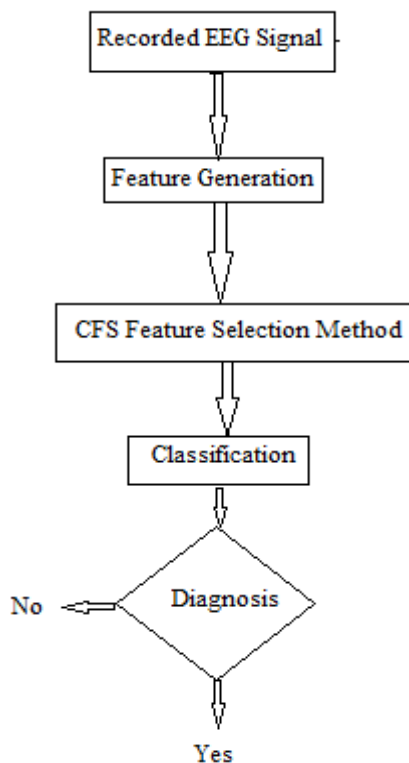 Recorded EEG Signal
Feature Generation
CFS Feature Selection Method
Classification
Diagnosis
No
Yes